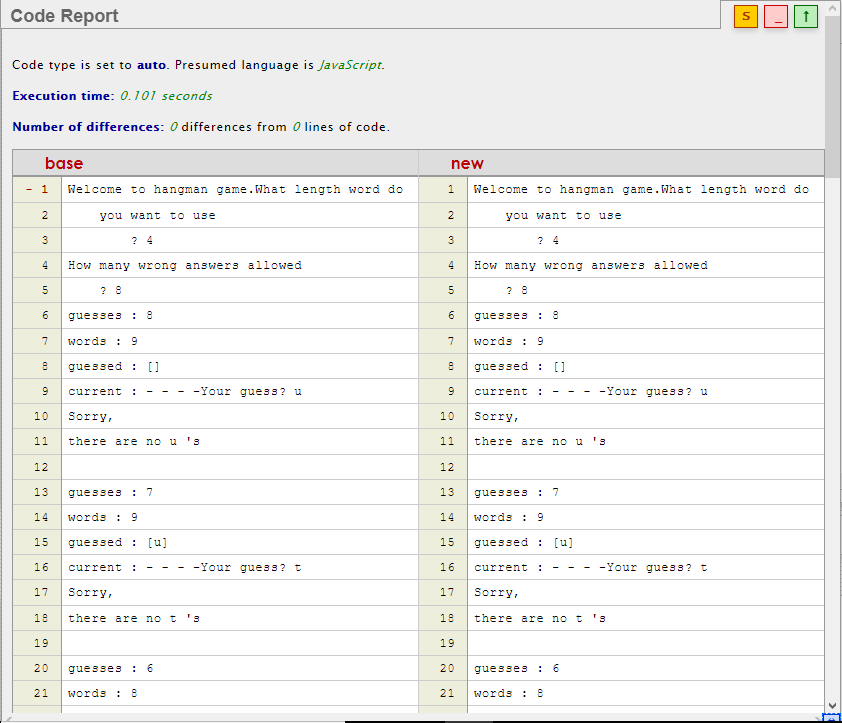 Code Report
S _ ↑
Code type is set to auto. Presumed language is JavaScript.
Execution time: 0.101 seconds
Number of differences: 0 differences from 0 lines of code.
base new
- 1 Welcome to hangman game.What length word do 1 Welcome to hangman game.What length word do
2 you want to use 2 you want to use
3 ? 4 3 ? 4
4 How many wrong answers allowed 4 How many wrong answers allowed
5 ? 8 5 ? 8
6 guesses : 8 6 guesses : 8
7 words : 9 7 words : 9
8 guessed : [] 8 guessed : []
9 current : - - - -Your guess? u 9 current : - - - -Your guess? u
10 Sorry, 10 Sorry,
11 there are no u 's 11 there are no u 's
12 12
13 guesses : 7 13 guesses : 7
14 words : 9 14 words : 9
15 guessed : [u] 15 guessed : [u]
16 current : - - - -Your guess? t 16 current : - - - -Your guess? t
17 Sorry, 17 Sorry,
18 there are no t 's 18 there are no t 's
19 19
20 guesses : 6 20 guesses : 6
21 words : 8 21 words : 8